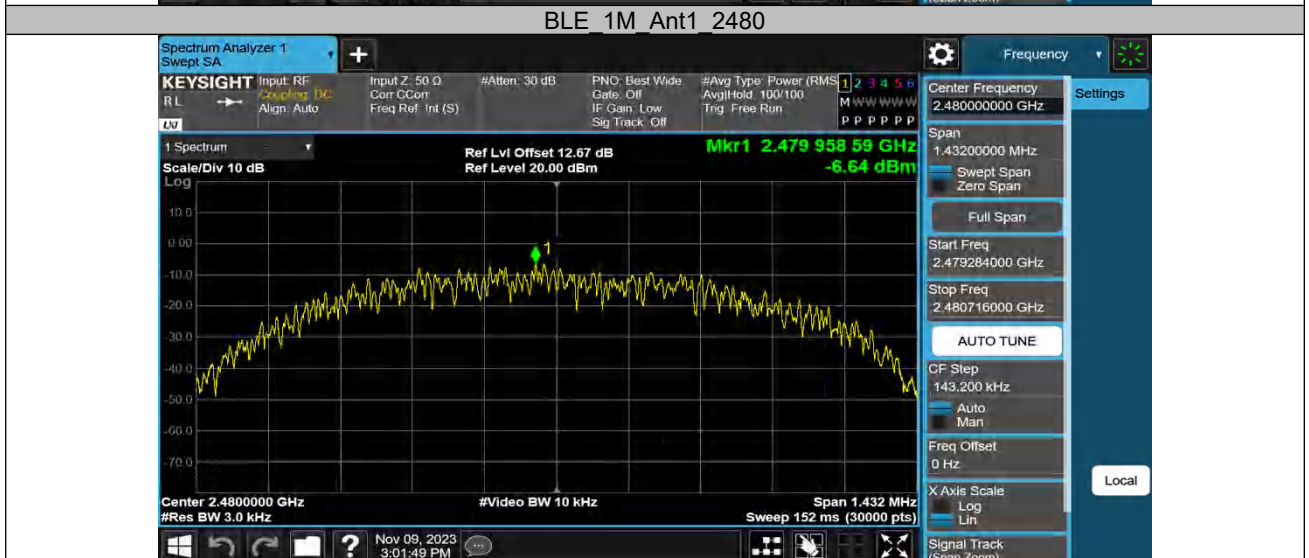 BLE_1M_Ant1_2480
Spectrum Analyzer 1
Swept SA
Frequency
KEYSIGHT
RL
LXI
Input: RF
Coupling: DC
Align: Auto
Input Z: 50 Ω
Corr CCorr
Freq Ref: Int (S)
#Atten: 30 dB
PNO: Best Wide
Gate: Off
IF Gain: Low
Sig Track: Off
#Avg Type: Power (RMS
Avg|Hold: 100/100
Trig: Free Run
1 2 3 4 5 6
M W W W W W
P P P P P P
1 Spectrum
Scale/Div 10 dB
Log
Ref Lvl Offset 12.67 dB
Ref Level 20.00 dBm
Mkr1 2.479 958 59 GHz
-6.64 dBm
10.0
0.00
-10.0
-20.0
-30.0
-40.0
-50.0
-60.0
-70.0
1
Center 2.4800000 GHz
#Res BW 3.0 kHz
#Video BW 10 kHz
Span 1.432 MHz
Sweep 152 ms (30000 pts)
Nov 09, 2023
3:01:49 PM
Center Frequency
2.480000000 GHz
Settings
Span
1.43200000 MHz
Swept Span
Zero Span
Full Span
Start Freq
2.479284000 GHz
Stop Freq
2.480716000 GHz
AUTO TUNE
CF Step
143.200 kHz
Auto
Man
Freq Offset
0 Hz
X Axis Scale
Log
Lin
Local
Signal Track
(Span Zoom)